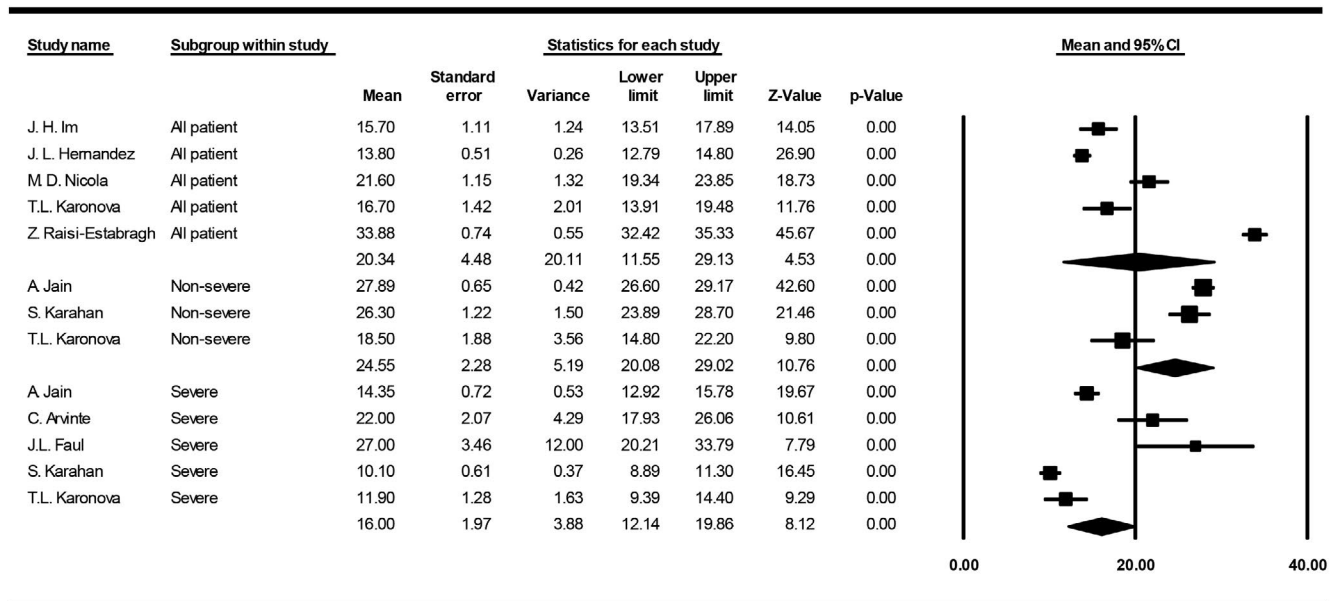 Study name Subgroup within study Statistics for each study Mean and 95% CI
Standard Lower Upper
Mean error Variance limit limit Z-Value p-Value
J. H. Im All patient 15.70 1.11 1.24 13.51 17.89 14.05 0.00
J. L. Hernandez All patient 13.80 0.51 0.26 12.79 14.80 26.90 0.00
M. D. Nicola All patient 21.60 1.15 1.32 19.34 23.85 18.73 0.00
T.L. Karonova All patient 16.70 1.42 2.01 13.91 19.48 11.76 0.00
Z. Raisi-Estabragh All patient 33.88 0.74 0.55 32.42 35.33 45.67 0.00
20.34 4.48 20.11 11.55 29.13 4.53 0.00
A. Jain Non-severe 27.89 0.65 0.42 26.60 29.17 42.60 0.00
S. Karahan Non-severe 26.30 1.22 1.50 23.89 28.70 21.46 0.00
T.L. Karonova Non-severe 18.50 1.88 3.56 14.80 22.20 9.80 0.00
24.55 2.28 5.19 20.08 29.02 10.76 0.00
A. Jain Severe 14.35 0.72 0.53 12.92 15.78 19.67 0.00
C. Arvinte Severe 22.00 2.07 4.29 17.93 26.06 10.61 0.00
J.L. Faul Severe 27.00 3.46 12.00 20.21 33.79 7.79 0.00
S. Karahan Severe 10.10 0.61 0.37 8.89 11.30 16.45 0.00
T.L. Karonova Severe 11.90 1.28 1.63 9.39 14.40 9.29 0.00
16.00 1.97 3.88 12.14 19.86 8.12 0.00
0.00 20.00 40.00